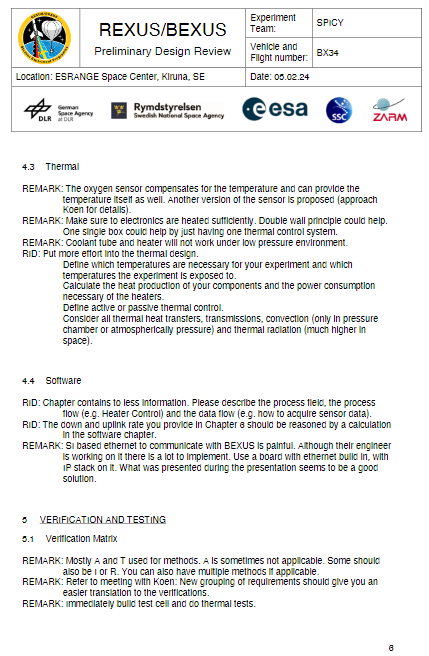 REXUS/BEXUS
Preliminary Design Review
Experiment Team:
SPICY
Vehicle and Flight number:
BX34
Location: ESRANGE Space Center, Kiruna, SE
Date: 05.02.24
DLR
German Space Agency at DLR
Rymdstyrelsen
Swedish National Space Agency
esa
SSC
ZARM
4.3 Thermal
REMARK: The oxygen sensor compensates for the temperature and can provide the
temperature itself as well. Another version of the sensor is proposed (approach
Koen for details).
REMARK: Make sure to electronics are heated sufficiently. Double wall principle could help.
One single box could help by just having one thermal control system.
REMARK: Coolant tube and heater will not work under low pressure environment.
RID: Put more effort into the thermal design.
Define which temperatures are necessary for your experiment and which
temperatures the experiment is exposed to.
Calculate the heat production of your components and the power consumption
necessary of the heaters.
Define active or passive thermal control.
Consider all thermal heat transfers, transmissions, convection (only in pressure
chamber or atmospherically pressure) and thermal radiation (much higher in
space).
4.4 Software
RID: Chapter contains to less information. Please describe the process field, the process
flow (e.g. Heater Control) and the data flow (e.g. how to acquire sensor data).
RID: The down and uplink rate you provide in Chapter 6 should be reasoned by a calculation
in the software chapter.
REMARK: SI based ethernet to communicate with BEXUS is painful. Although their engineer
is working on it there is a lot to implement. Use a board with ethernet build in, with
IP stack on it. What was presented during the presentation seems to be a good
solution.
5 VERIFICATION AND TESTING
5.1 Verification Matrix
REMARK: Mostly A and T used for methods. A is sometimes not applicable. Some should
also be I or R. You can also have multiple methods if applicable.
REMARK: Refer to meeting with Koen: New grouping of requirements should give you an
easier translation to the verifications.
REMARK: Immediately build test cell and do thermal tests.
6